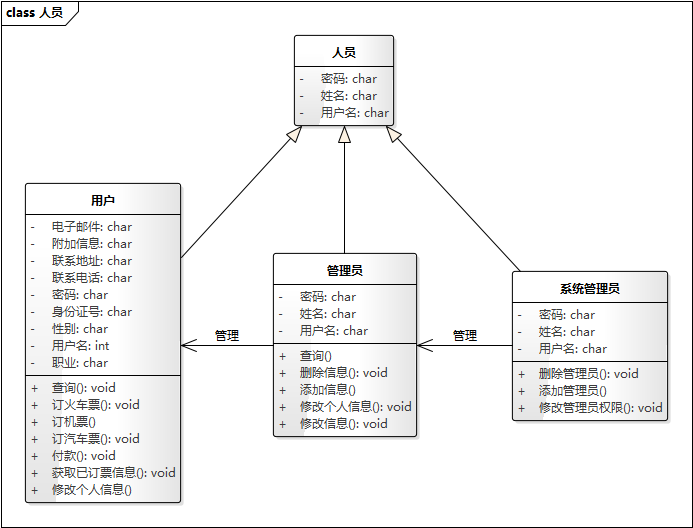 class 人员
人员
- 密码: char
- 姓名: char
- 用户名: char
用户
- 电子邮件: char
- 附加信息: char
- 联系地址: char
- 联系电话: char
- 密码: char
- 身份证号: char
- 性别: char
- 用户名: int
- 职业: char
+ 查询(): void
+ 订火车票(): void
+ 订机票()
+ 订汽车票(): void
+ 付款(): void
+ 获取已订票信息(): void
+ 修改个人信息()
管理
管理员
- 密码: char
- 姓名: char
- 用户名: char
+ 查询()
+ 删除信息(): void
+ 添加信息()
+ 修改个人信息(): void
+ 修改信息(): void
管理
系统管理员
- 密码: char
- 姓名: char
- 用户名: char
+ 删除管理员(): void
+ 添加管理员()
+ 修改管理员权限(): void